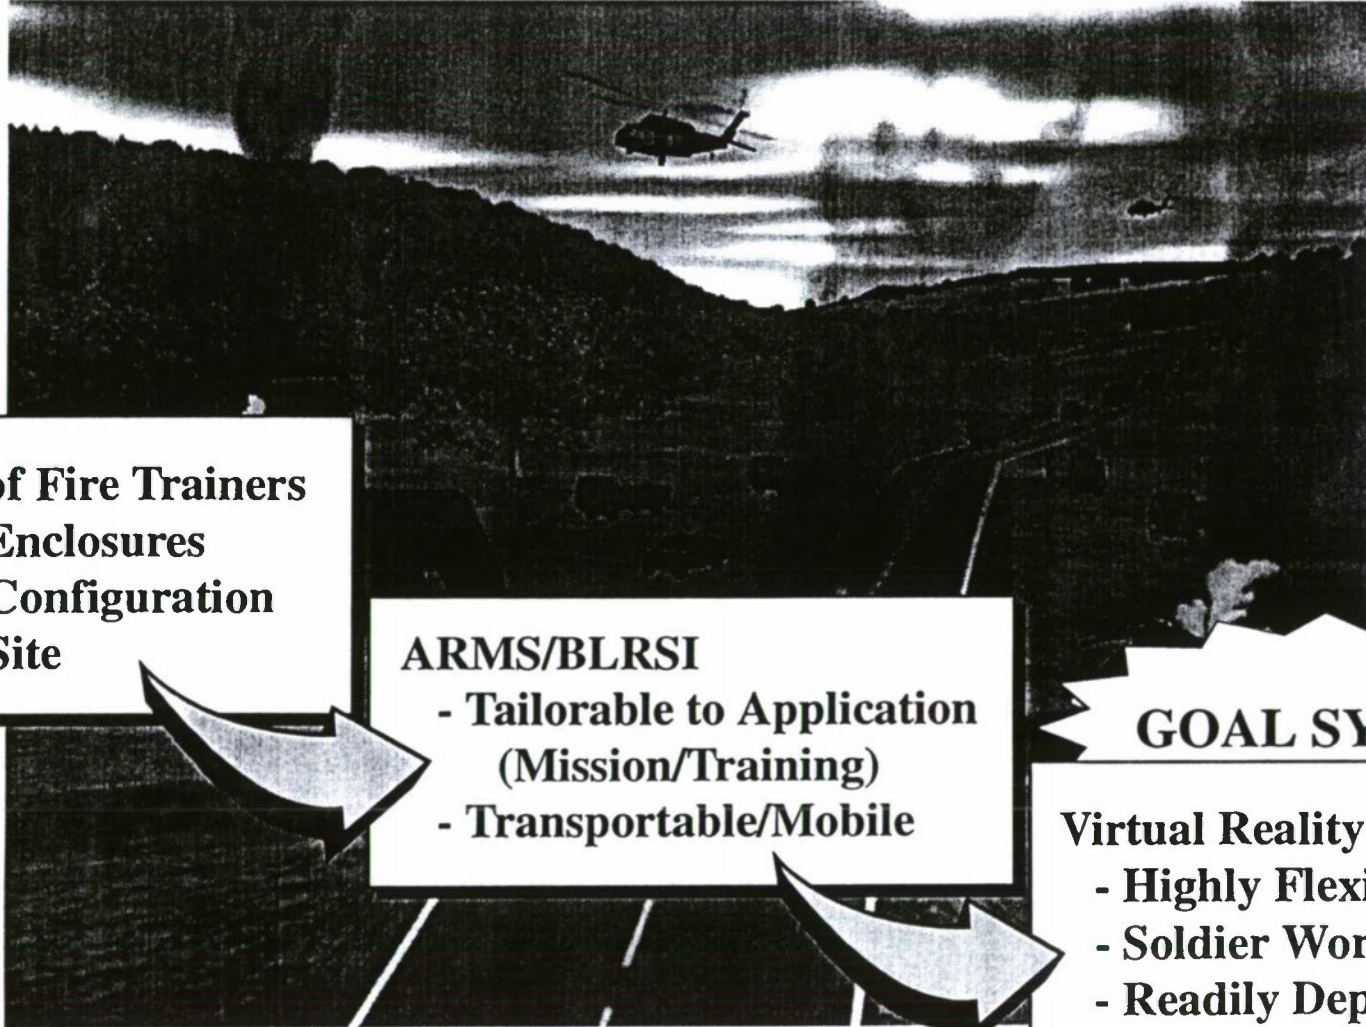 of Fire Trainers
Enclosures
Configuration
Site
ARMS/BLRSI
- Tailorable to Application
(Mission/Training)
- Transportable/Mobile
GOAL SY
Virtual Reality
- Highly Flexi
- Soldier Wor
- Readily Dep